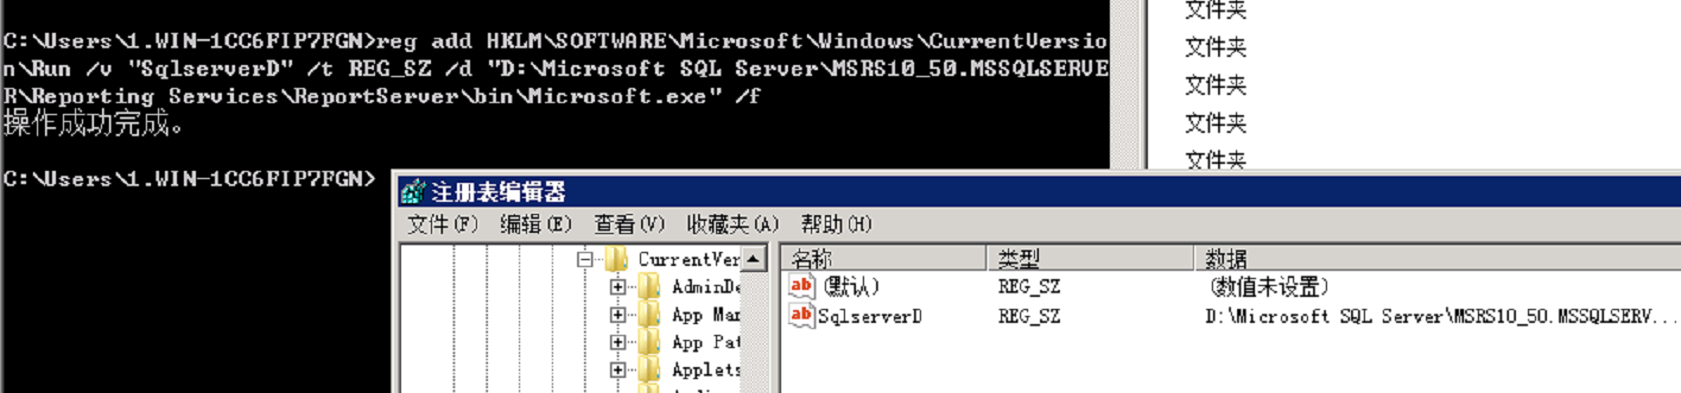 C:\Users\1.WIN-1CC6FIP7FGN>reg add HKLM\SOFTWARE\Microsoft\Windows\CurrentVersio
n\Run /v "SqlserverD" /t REG_SZ /d "D:\Microsoft SQL Server\MSRS10_50.MSSQLSERVE
R\Reporting Services\ReportServer\bin\Microsoft.exe" /f
操作成功完成。
C:\Users\1.WIN-1CC6FIP7FGN>
文件夹
文件夹
文件夹
文件夹
文件夹
注册表编辑器
文件(F) 编辑(E) 查看(V) 收藏夹(A) 帮助(H)
CurrentVer
AdminDe
App Mar
App Pat
Applets
名称 类型 数据
(默认) REG_SZ (数值未设置)
SqlserverD REG_SZ D:\Microsoft SQL Server\MSRS10_50.MSSQLSERV...